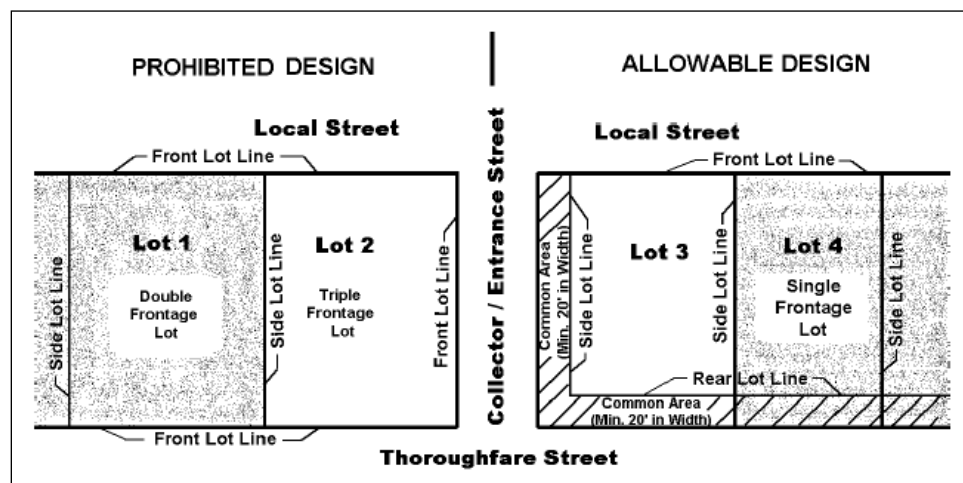 PROHIBITED DESIGN
ALLOWABLE DESIGN
Local Street
Front Lot Line
Side Lot Line
Lot 1
Double
Frontage
Lot
Side Lot Line
Lot 2
Triple
Frontage
Lot
Front Lot Line
Front Lot Line
Collector / Entrance Street
Local Street
Front Lot Line
Common Area
(Min. 20' in Width)
Side Lot Line
Lot 3
Side Lot Line
Lot 4
Single
Frontage
Lot
Side Lot Line
Rear Lot Line
Common Area
(Min. 20' in Width)
Thoroughfare Street